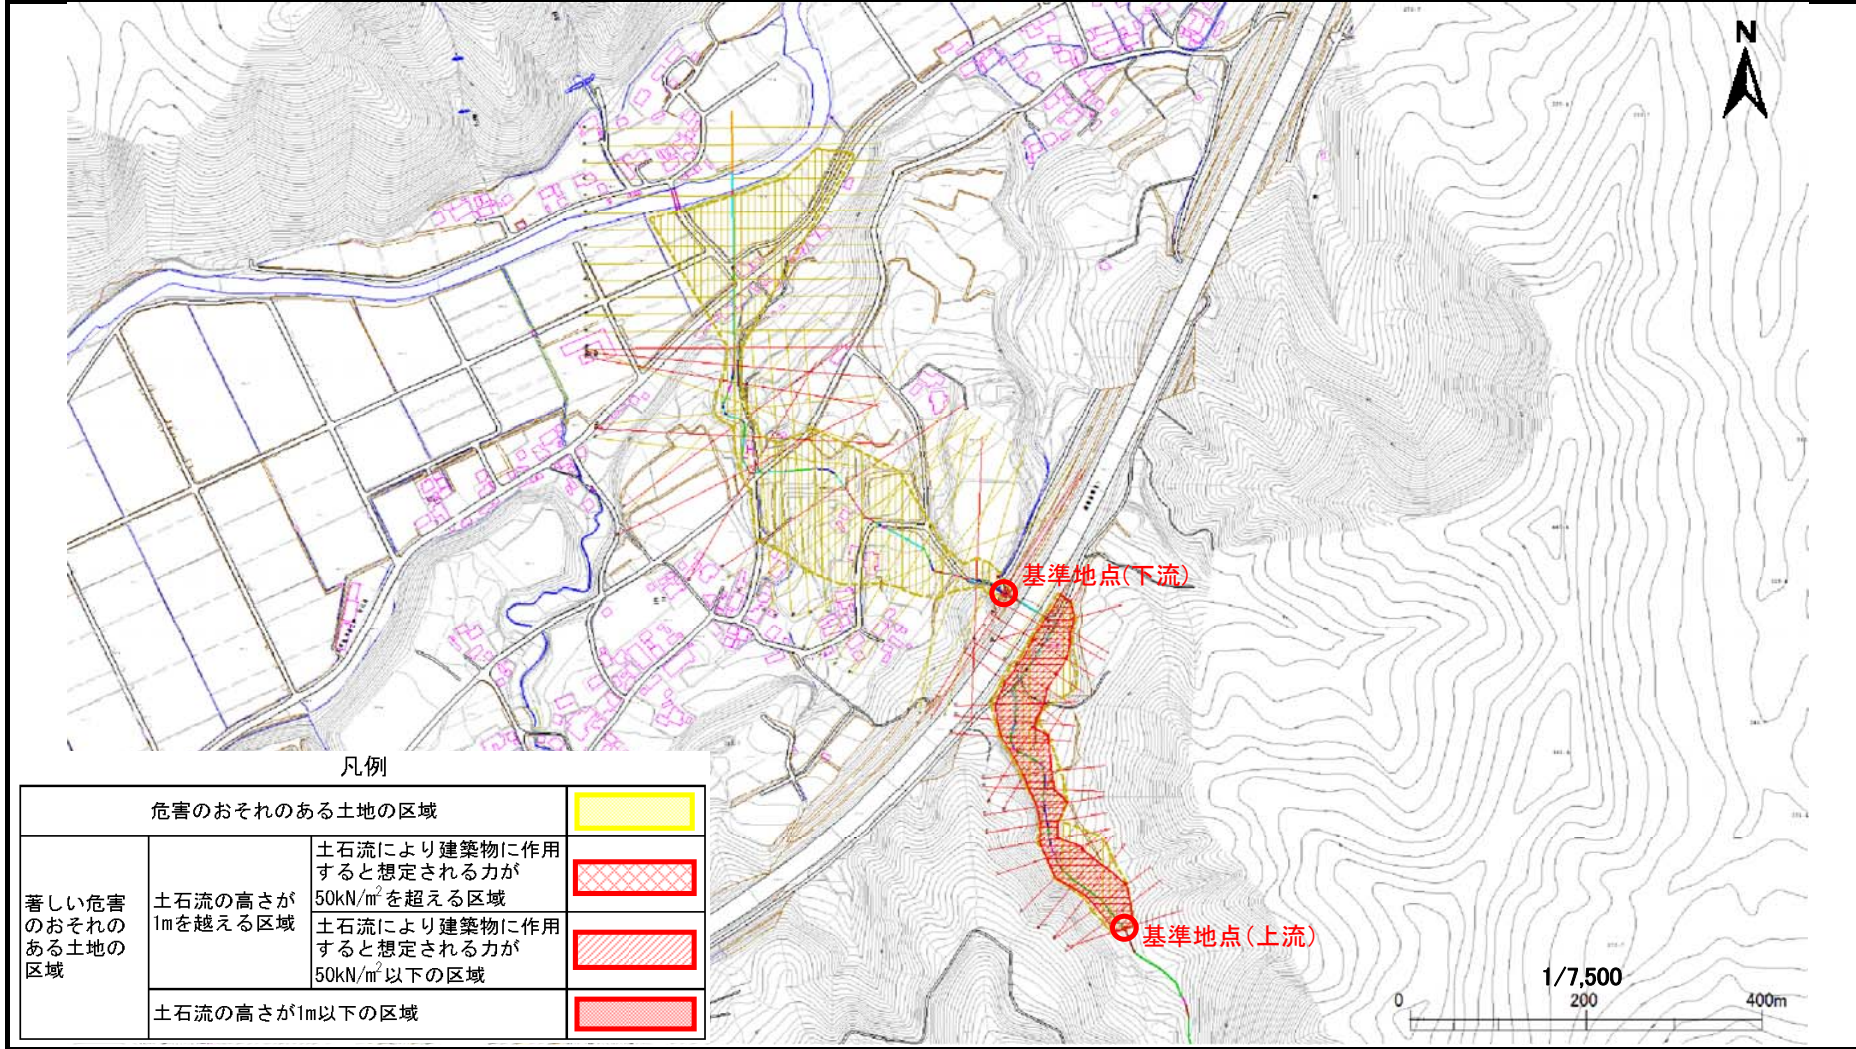 N
基準地点(下流)
基準地点(上流)
1/7,500
0 200 400m
凡例
危害のおそれのある土地の区域
著しい危害
のおそれの
ある土地の
区域
土石流の高さが
1mを越える区域
土石流により建築物に作用
すると想定される力が
50kN/m²を超える区域
土石流により建築物に作用
すると想定される力が
50kN/m²以下の区域
土石流の高さが1m以下の区域